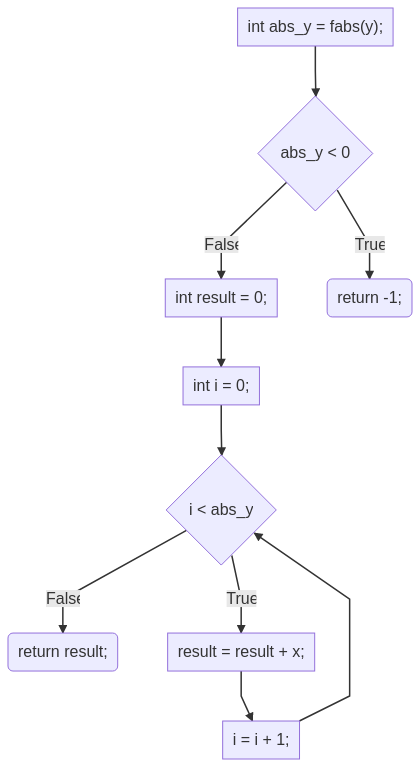 int abs_y = fabs(y);
abs_y < 0
False
True
int result = 0;
return -1;
int i = 0;
i < abs_y
False
True
return result;
result = result + x;
i = i + 1;